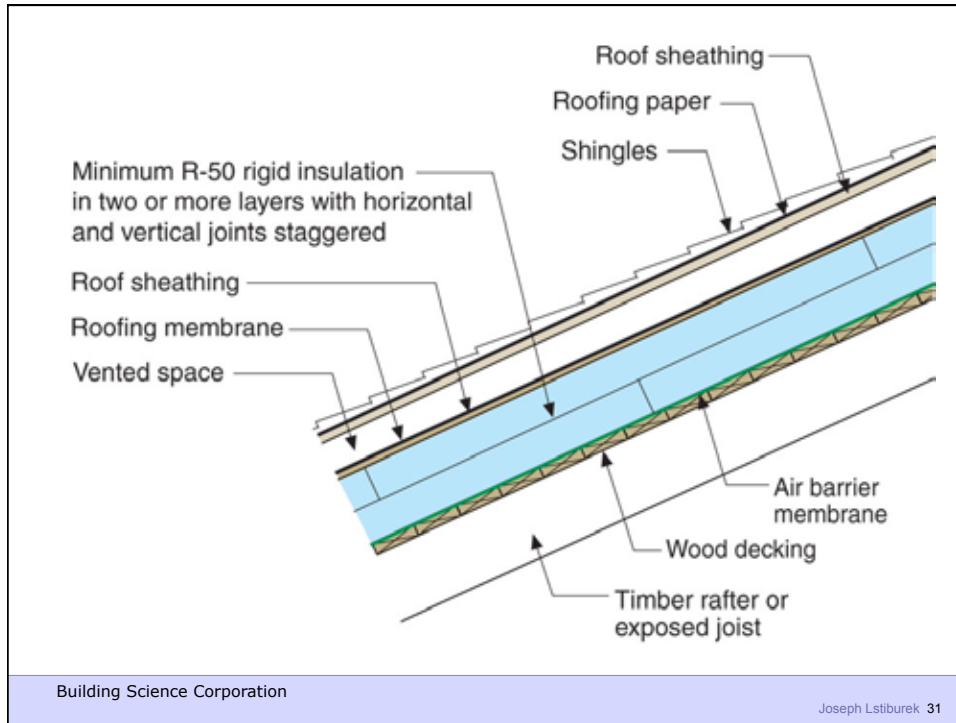 Roof sheathing
Roofing paper
Shingles
Minimum R-50 rigid insulation
in two or more layers with horizontal
and vertical joints staggered
Roof sheathing
Roofing membrane
Vented space
Air barrier
membrane
Wood decking
Timber rafter or
exposed joist
Building Science Corporation
Joseph Lstiburek 31